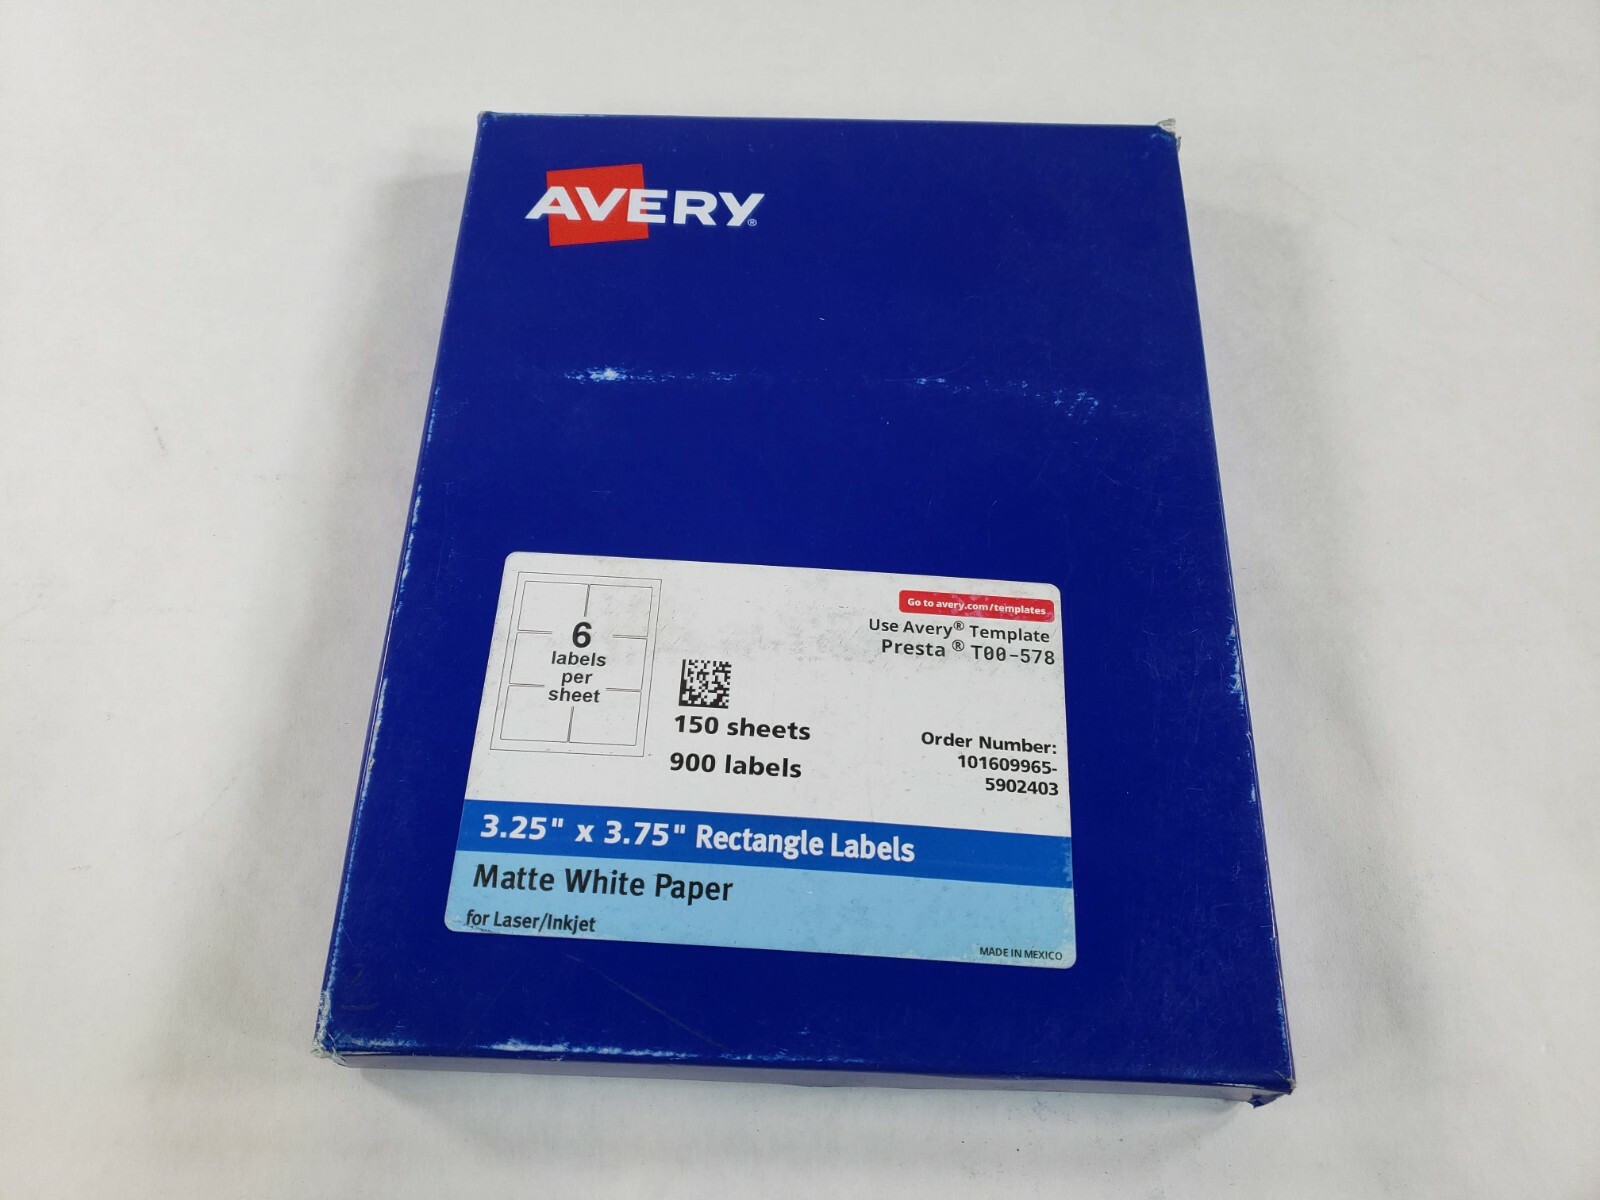 AVERY®
Go to avery.com/templates
Use Avery® Template
Presta ® T00-578
6
labels
per
sheet
150 sheets
900 labels
Order Number:
101609965-
5902403
3.25" x 3.75" Rectangle Labels
Matte White Paper
for Laser/Inkjet
MADE IN MEXICO